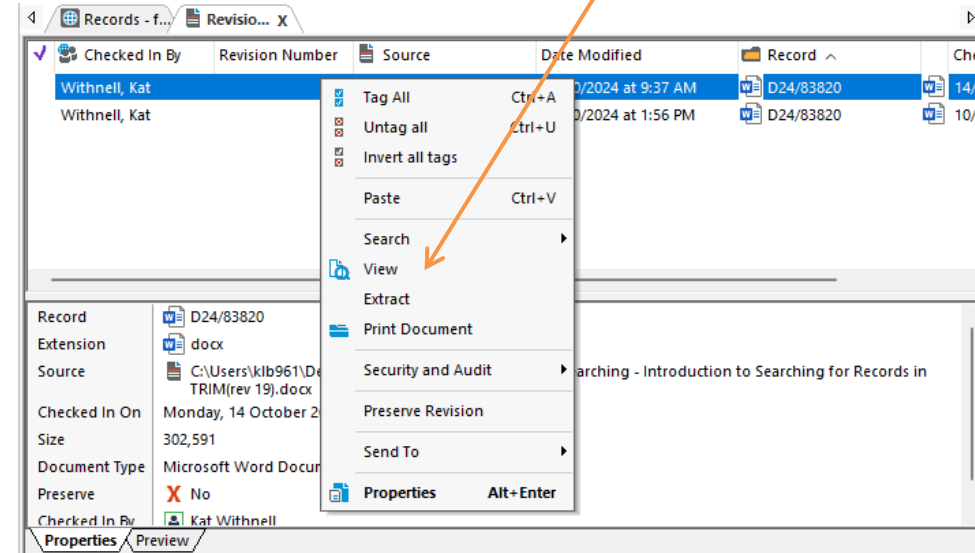 Records - f...
Revisio... X
Checked In By Revision Number Source Date Modified Record Che
Withnell, Kat 0/2024 at 9:37 AM D24/83820 14/
Withnell, Kat 0/2024 at 1:56 PM D24/83820 10/
Tag All Ctrl+A
Untag all Ctrl+U
Invert all tags
Paste Ctrl+V
Search
View
Extract
Print Document
Security and Audit
Preserve Revision
Send To
Properties Alt+Enter
Record D24/83820
Extension docx
Source C:\Users\klb961\De arching - Introduction to Searching for Records in
TRIM(rev 19).docx
Checked In On Monday, 14 October 2
Size 302,591
Document Type Microsoft Word Docur
Preserve X No
Checked In By Kat Withnell
Properties Preview